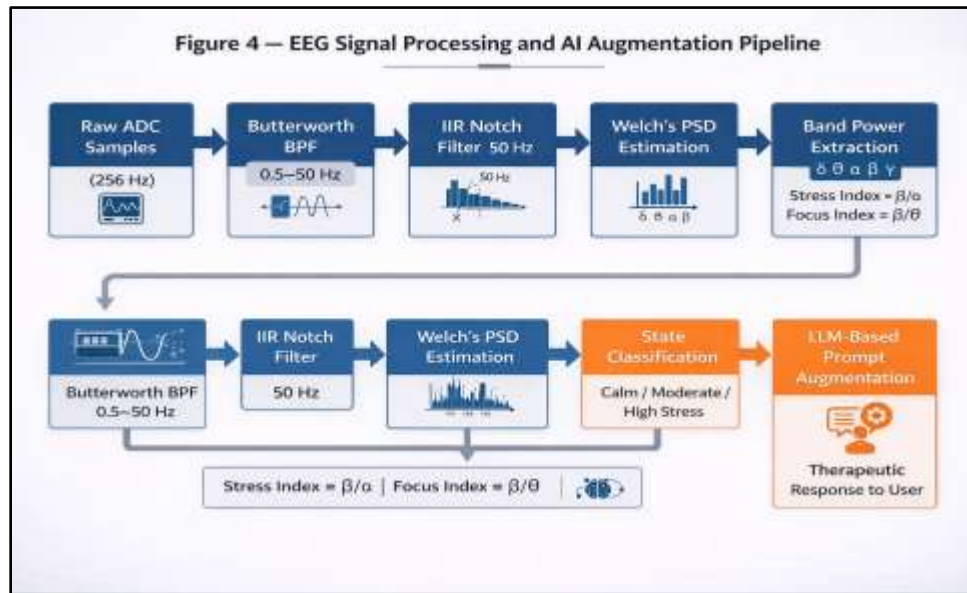 Figure 4 — EEG Signal Processing and AI Augmentation Pipeline
Raw ADC
Samples
(256 Hz)
Butterworth
BPF
0.5–50 Hz
IIR Notch
Filter 50 Hz
50 Hz
Welch's PSD
Estimation
δ θ α β
Band Power
Extraction
δ θ α β γ
Stress Index = β/α
Focus Index = β/θ
Butterworth BPF
0.5–50 Hz
IIR Notch
Filter
50 Hz
Welch's PSD
Estimation
State
Classification
Calm / Moderate /
High Stress
LLM-Based
Prompt
Augmentation
Therapeutic
Response to User
Stress Index = β/α | Focus Index = β/θ